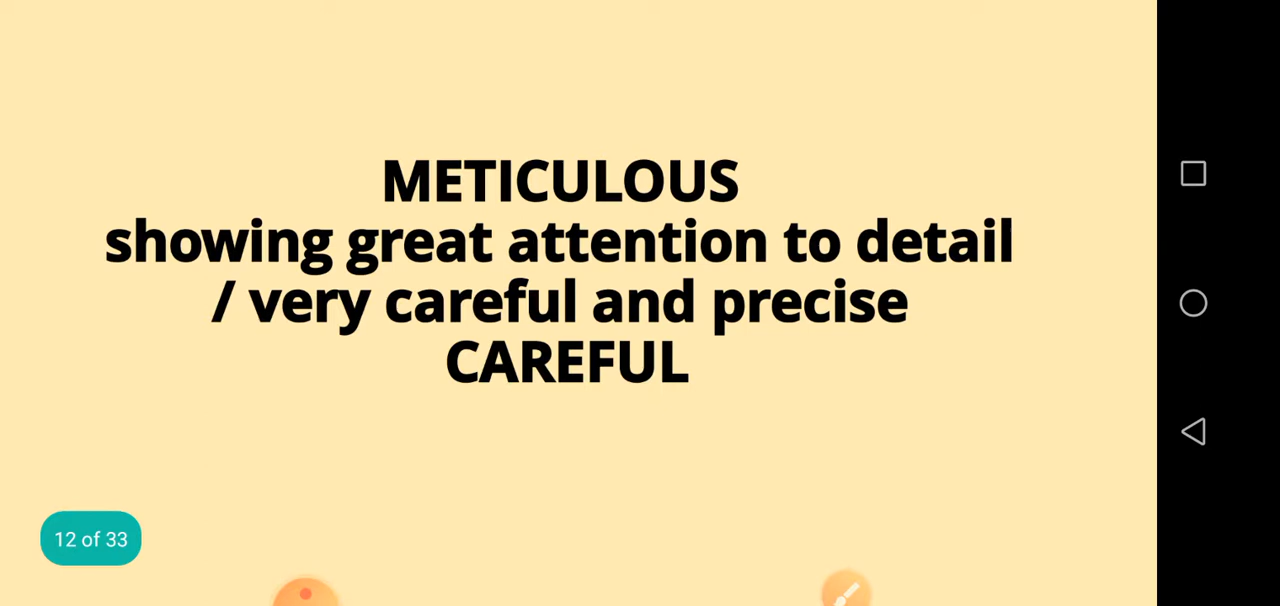 METICULOUS
showing great attention to detail
/ very careful and precise
CAREFUL
12 of 33